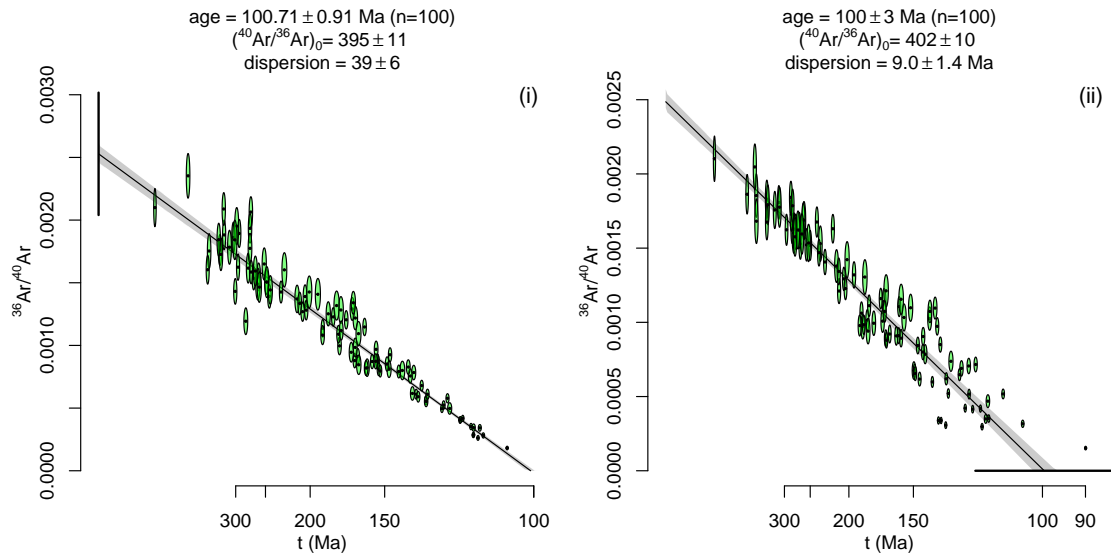 age = 100.71 ± 0.91 Ma (n=100)
(⁴⁰Ar/³⁶Ar)₀= 395 ± 11
dispersion = 39 ± 6
(i)
³⁶Ar/⁴⁰Ar
0.0030
0.0020
0.0010
0.0000
300 200 150 100
t (Ma)
age = 100 ± 3 Ma (n=100)
(⁴⁰Ar/³⁶Ar)₀= 402 ± 10
dispersion = 9.0 ± 1.4 Ma
(ii)
³⁶Ar/⁴⁰Ar
0.0025
0.0020
0.0015
0.0010
0.0005
0.0000
300 200 150 100 90
t (Ma)